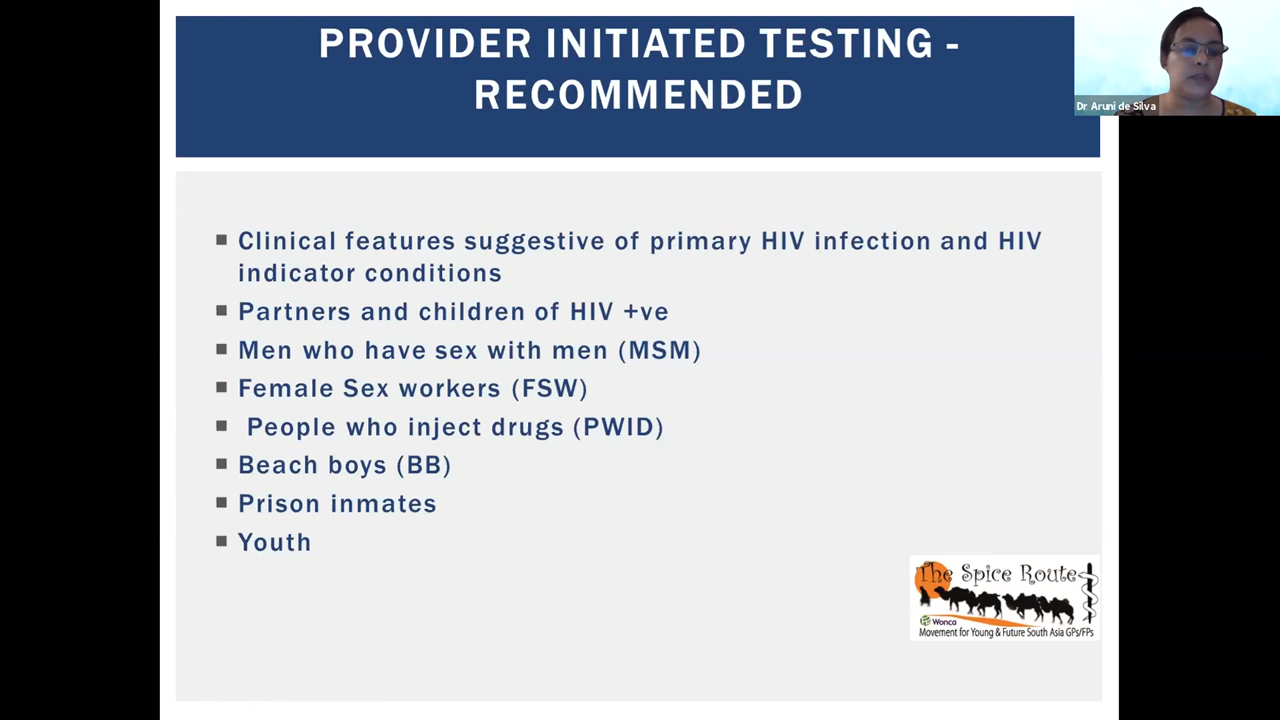 PROVIDER INITIATED TESTING -
RECOMMENDED
Dr Aruni de Silva
Clinical features suggestive of primary HIV infection and HIV
indicator conditions
Partners and children of HIV +ve
Men who have sex with men (MSM)
Female Sex workers (FSW)
People who inject drugs (PWID)
Beach boys (BB)
Prison inmates
Youth
The Spice Route
Wonca
Movement for Young & Future South Asia GPs/FPs